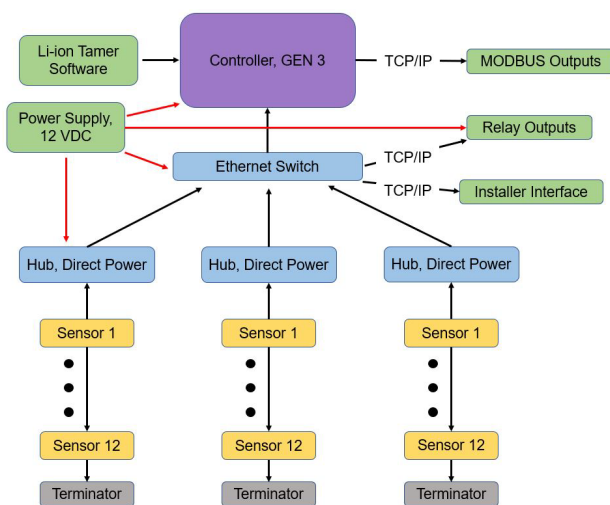 Li-ion Tamer
Software
Controller, GEN 3
TCP/IP
MODBUS Outputs
Power Supply,
12 VDC
Relay Outputs
TCP/IP
Ethernet Switch
TCP/IP
Installer Interface
Hub, Direct Power
Hub, Direct Power
Hub, Direct Power
Sensor 1
Sensor 1
Sensor 1
Sensor 12
Sensor 12
Sensor 12
Terminator
Terminator
Terminator